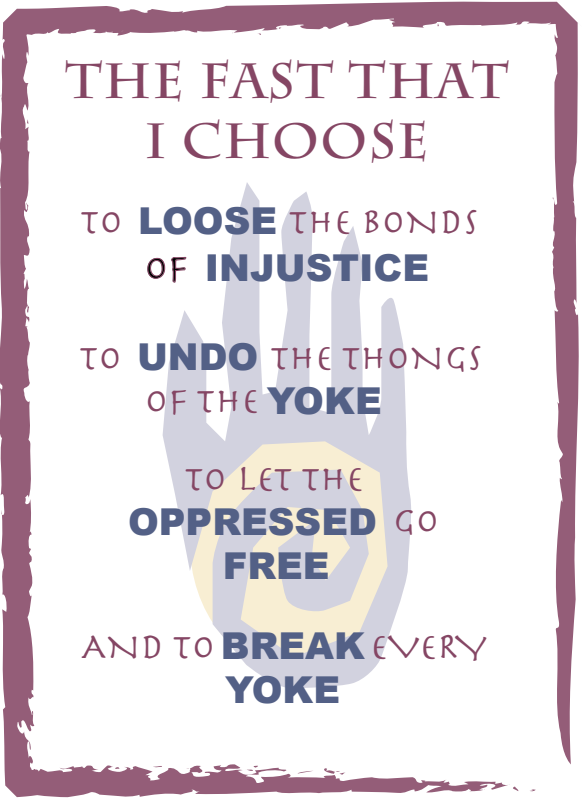 THE FAST THAT
I CHOOSE
TO LOOSE THE BONDS
OF INJUSTICE
TO UNDO THE THONGS
OF THE YOKE
TO LET THE
OPPRESSED GO
FREE
AND TO BREAK EVERY
YOKE